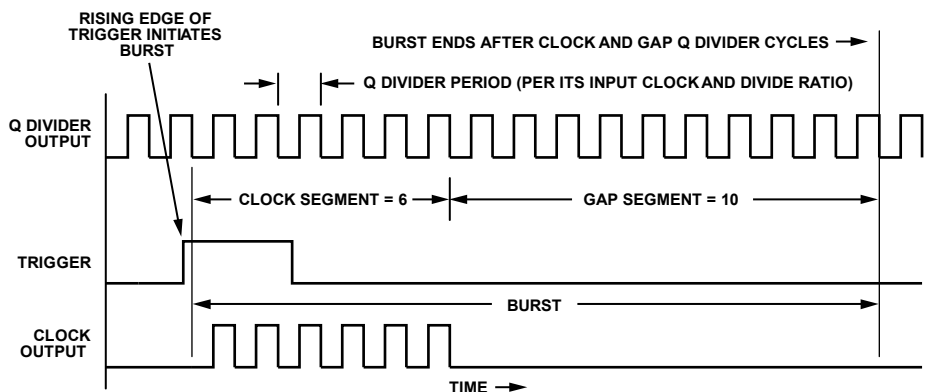 RISING EDGE OF
TRIGGER INITIATES
BURST
BURST ENDS AFTER CLOCK AND GAP Q DIVIDER CYCLES
Q DIVIDER PERIOD (PER ITS INPUT CLOCK AND DIVIDE RATIO)
Q DIVIDER
OUTPUT
CLOCK SEGMENT = 6
GAP SEGMENT = 10
TRIGGER
BURST
CLOCK
OUTPUT
TIME